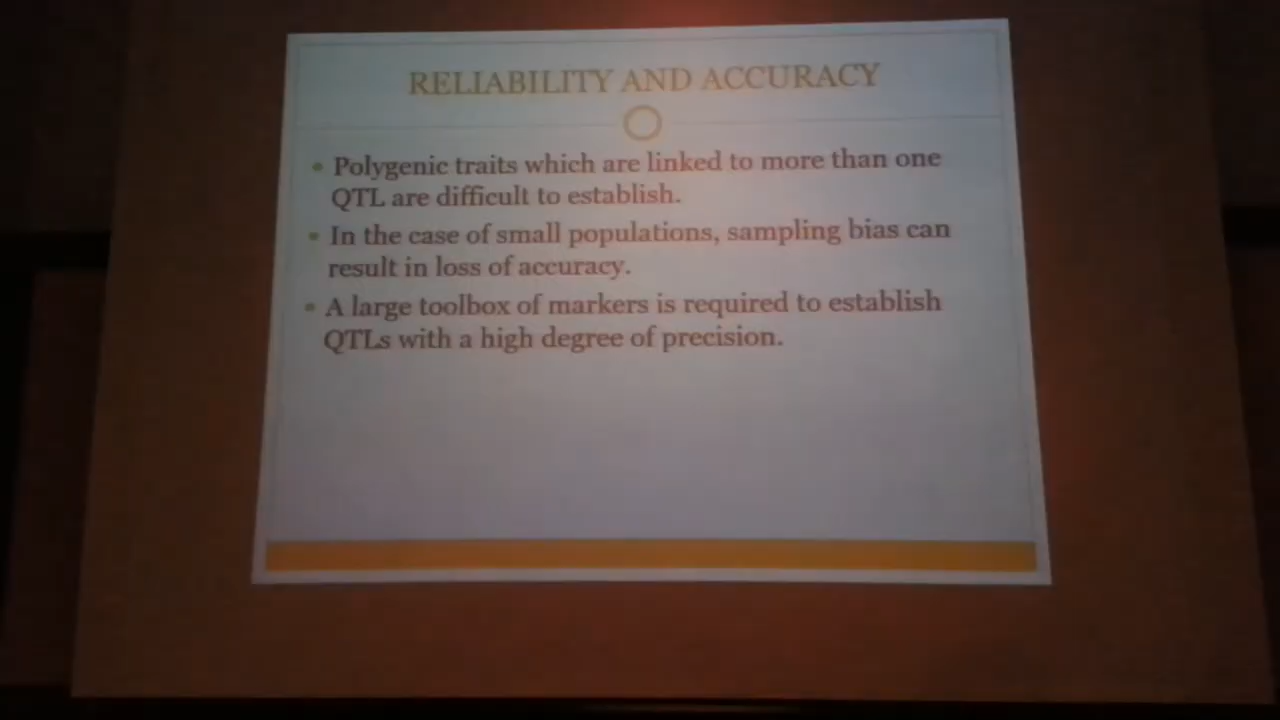 RELIABILITY AND ACCURACY
• Polygenic traits which are linked to more than one
QTL are difficult to establish.
• In the case of small populations, sampling bias can
result in loss of accuracy.
• A large toolbox of markers is required to establish
QTLs with a high degree of precision.